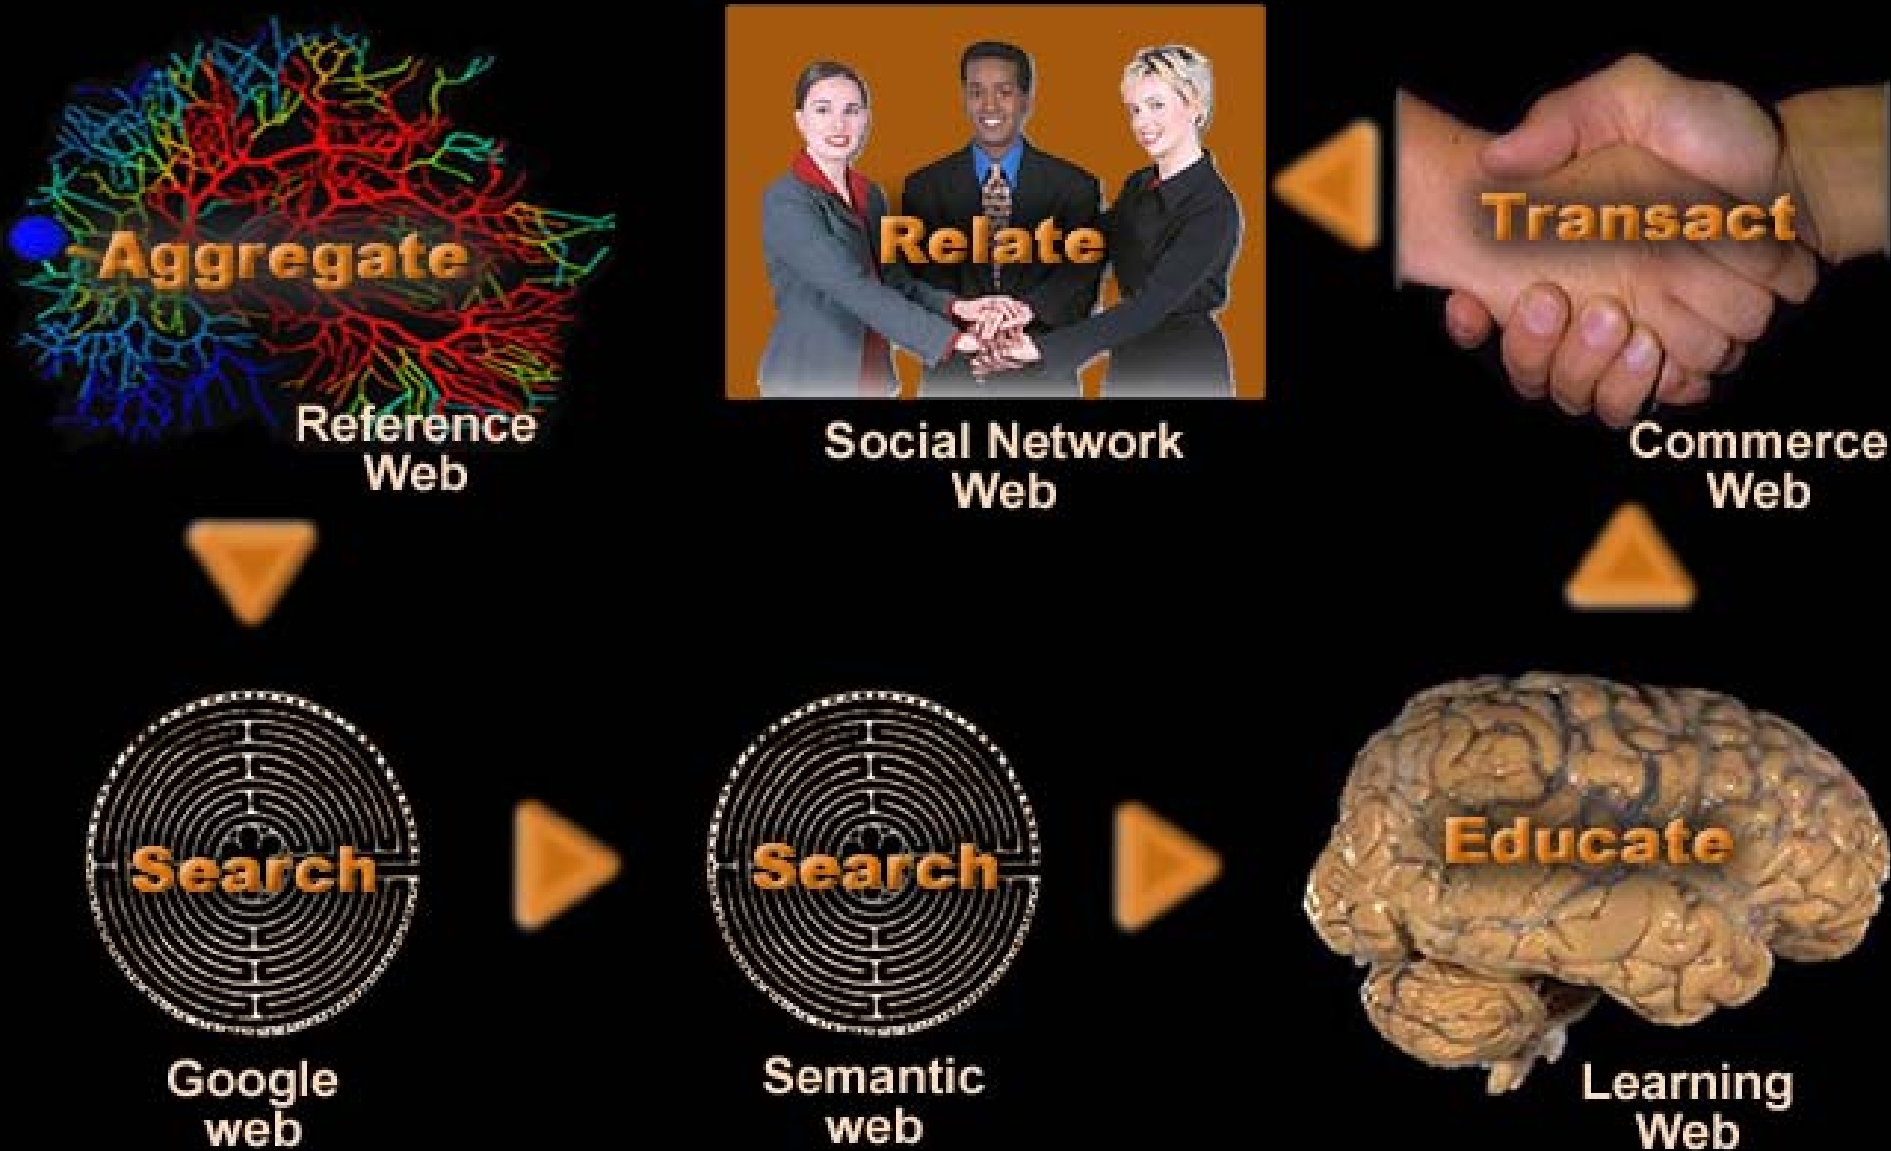 Aggregate
Reference
Web
Relate
Social Network
Web
Transact
Commerce
Web
Search
Google
web
Search
Semantic
web
Educate
Learning
Web